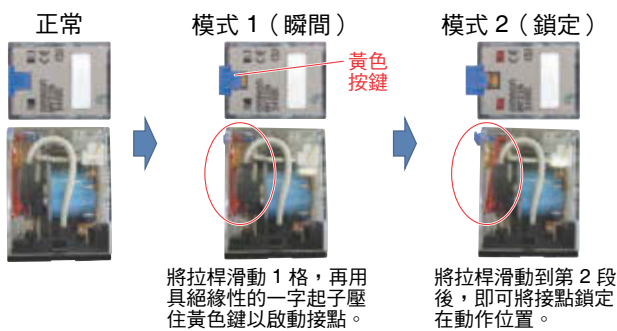 正常
模式 1（瞬間）
模式 2（鎖定）
黃色
按鍵
將拉桿滑動 1 格，再用
具絕緣性的一字起子壓
住黃色鍵以啟動接點。
將拉桿滑動到第 2 段
後，即可將接點鎖定
在動作位置。